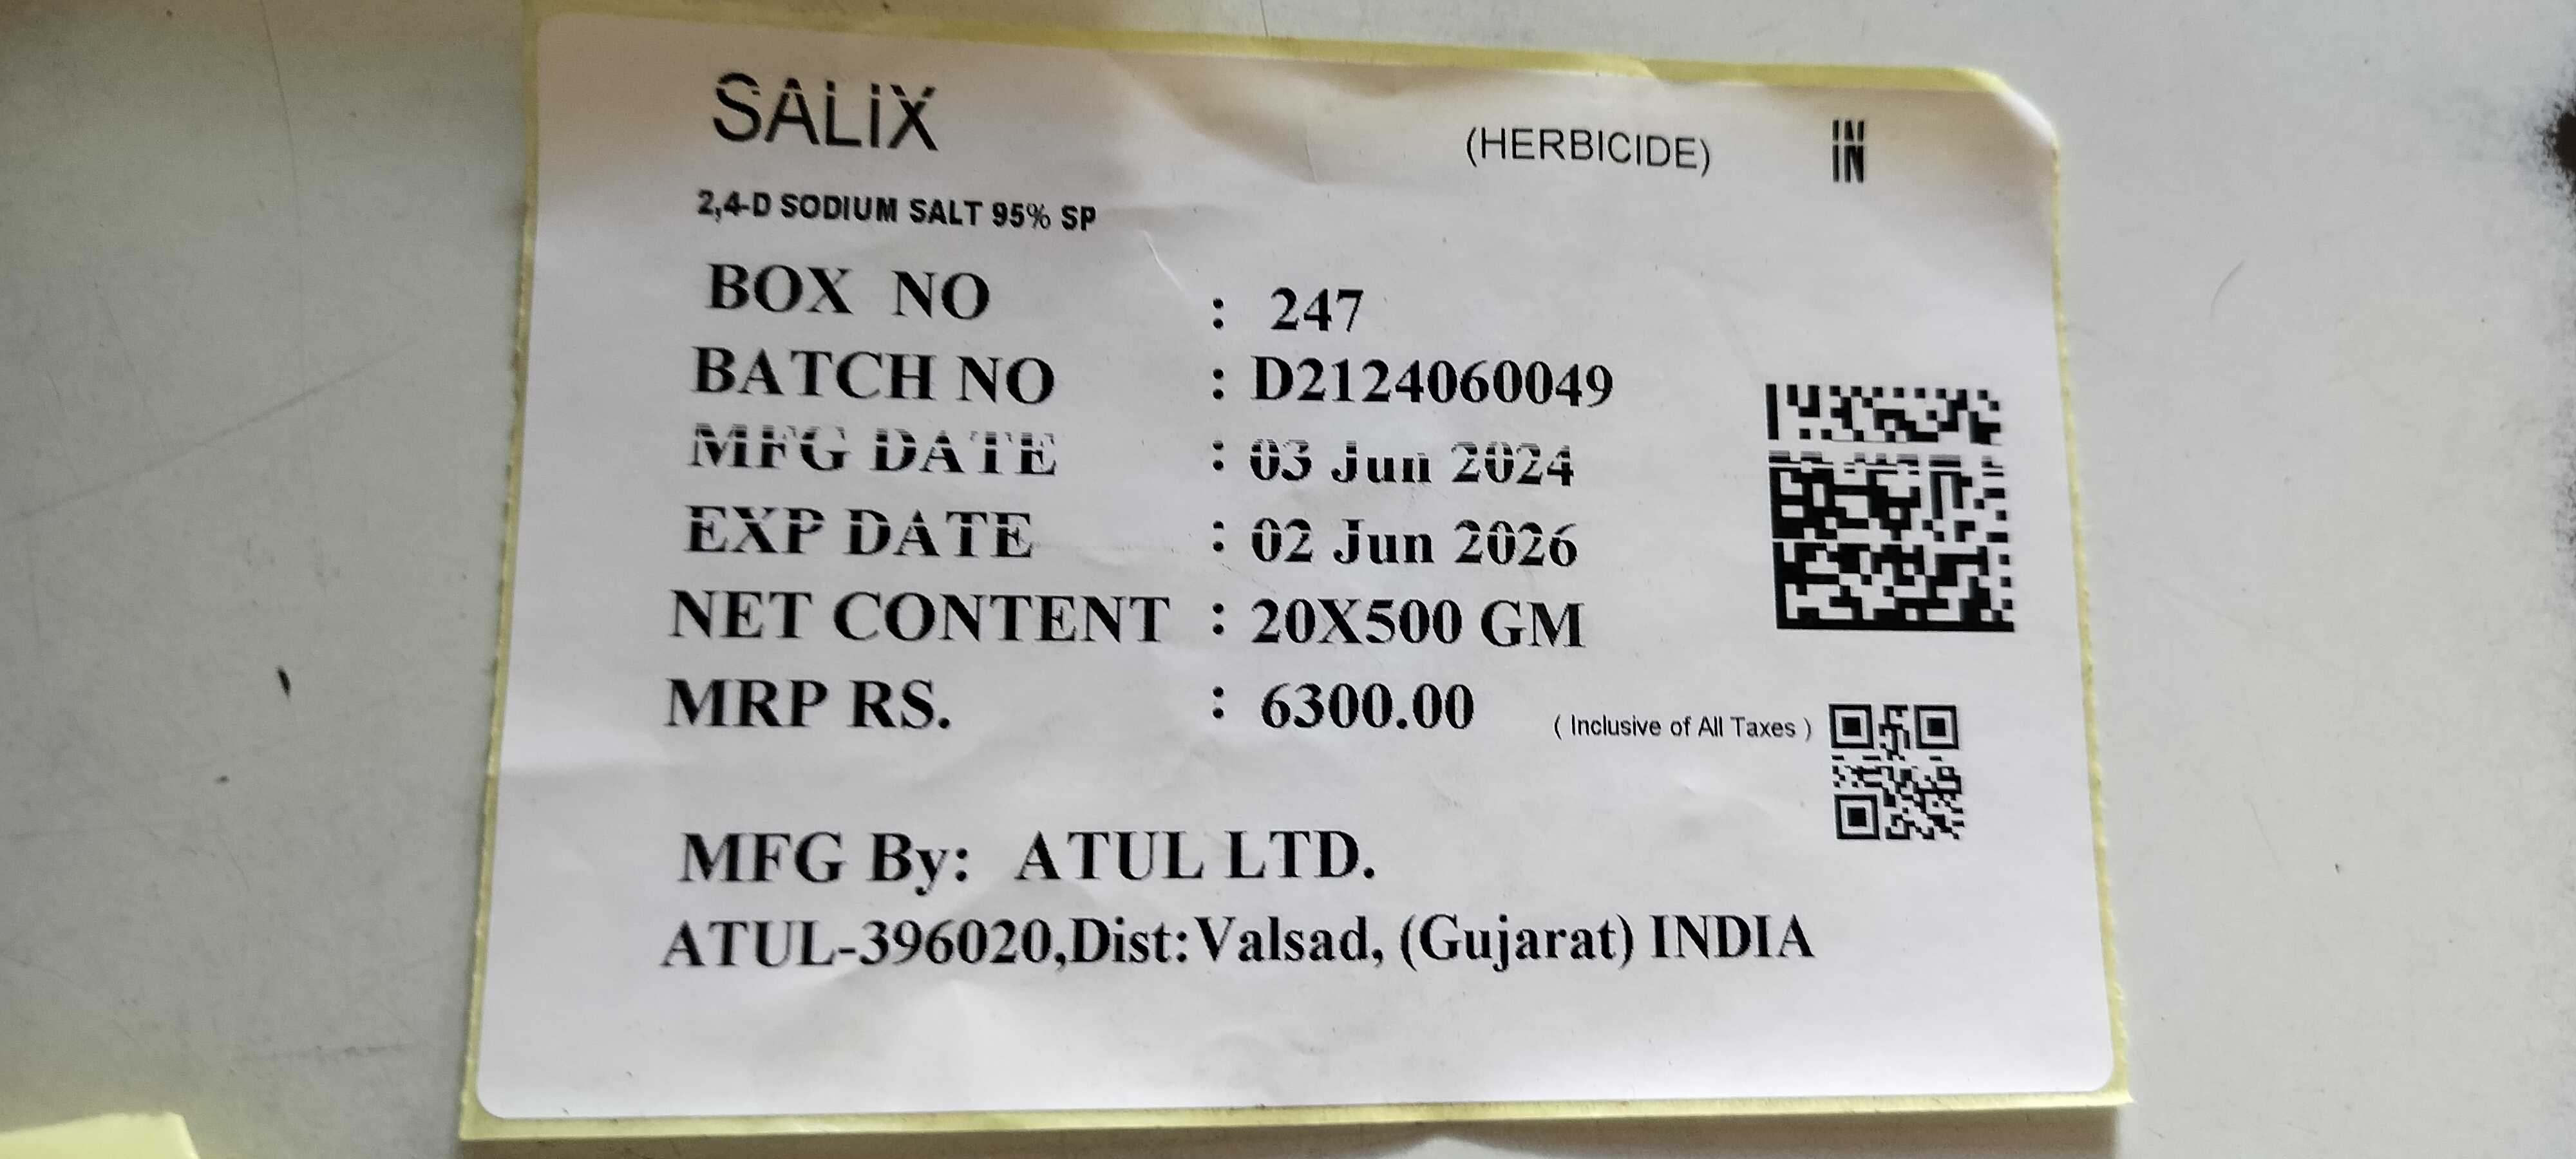 SALIX (HERBICIDE) IN
2,4-D SODIUM SALT 95% SP
BOX NO : 247
BATCH NO : D2124060049
MFG DATE : 03 Jun 2024
EXP DATE : 02 Jun 2026
NET CONTENT : 20X500 GM
MRP RS. : 6300.00 ( Inclusive of All Taxes )
MFG By: ATUL LTD.
ATUL-396020,Dist:Valsad, (Gujarat) INDIA